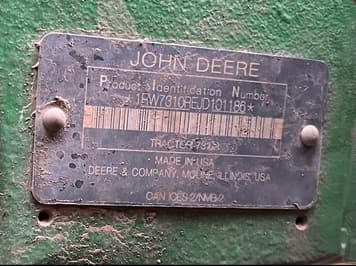 JOHN DEERE
Product Identification Number
*1RW7310REJD101186*
TRACTOR
MADE IN USA
DEERE & COMPANY, MOLINE, ILLINOIS, USA
CAN ICES-2/NMB-2